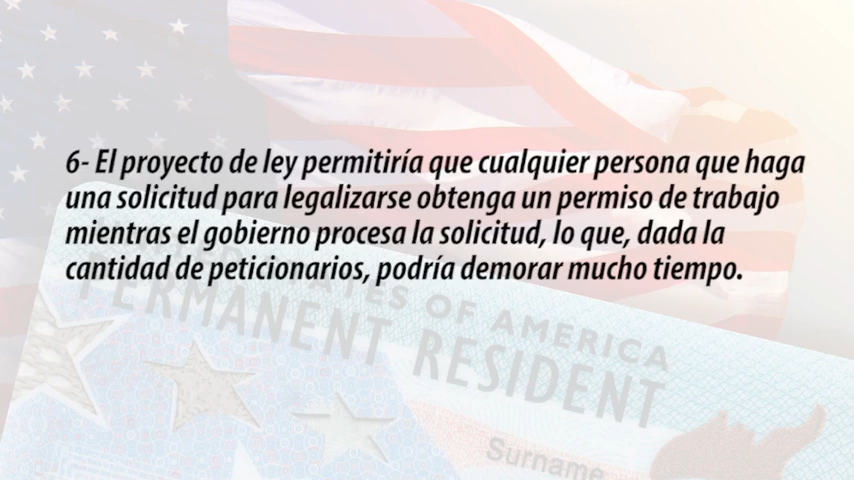 6- El proyecto de ley permitiría que cualquier persona que haga
una solicitud para legalizarse obtenga un permiso de trabajo
mientras el gobierno procesa la solicitud, lo que, dada la
cantidad de peticionarios, podría demorar mucho tiempo.
UNITED STATES OF AMERICA
PERMANENT RESIDENT
Surname